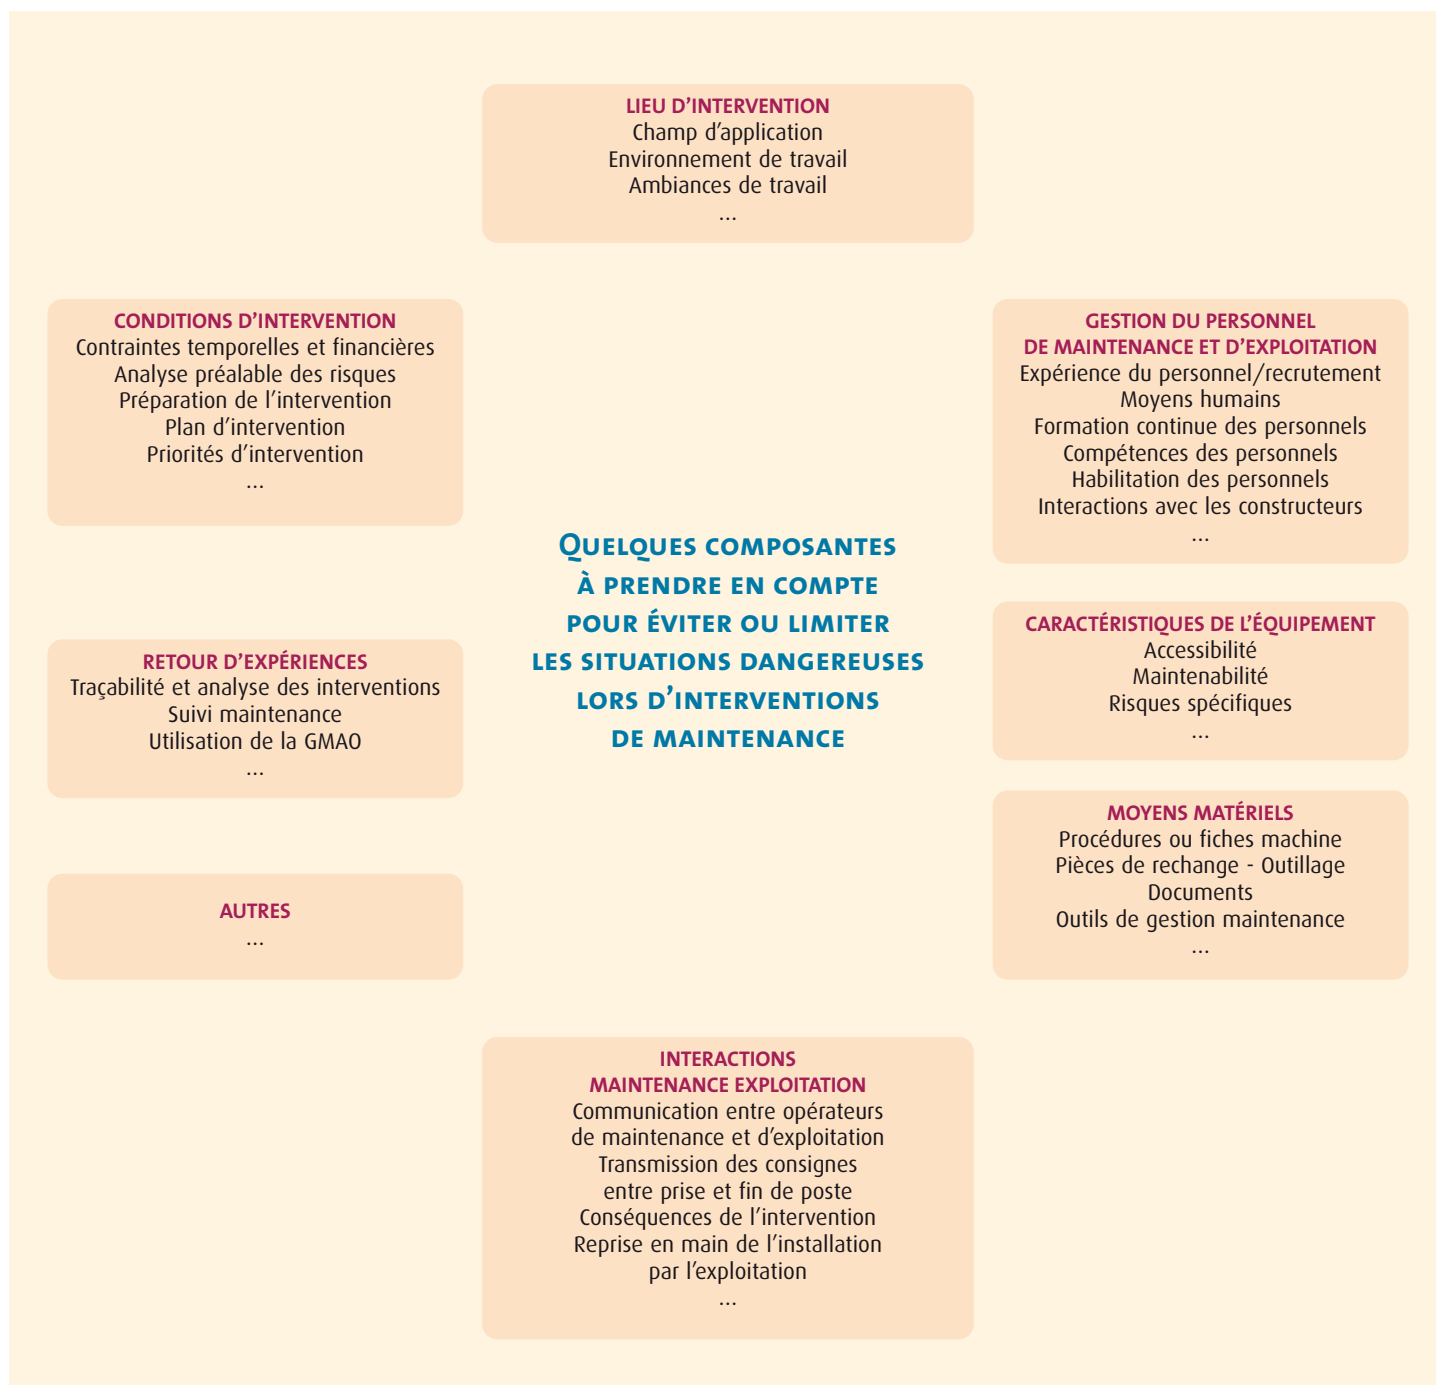 LIEU D’INTERVENTION
Champ d’application
Environnement de travail
Ambiances de travail
...
CONDITIONS D’INTERVENTION
Contraintes temporelles et financières
Analyse préalable des risques
Préparation de l’intervention
Plan d’intervention
Priorités d’intervention
...
GESTION DU PERSONNEL
DE MAINTENANCE ET D’EXPLOITATION
Expérience du personnel/recrutement
Moyens humains
Formation continue des personnels
Compétences des personnels
Habilitation des personnels
Interactions avec les constructeurs
...
QUELQUES COMPOSANTES
À PRENDRE EN COMPTE
POUR ÉVITER OU LIMITER
LES SITUATIONS DANGEREUSES
LORS D’INTERVENTIONS
DE MAINTENANCE
RETOUR D’EXPÉRIENCES
Traçabilité et analyse des interventions
Suivi maintenance
Utilisation de la GMAO
...
CARACTÉRISTIQUES DE L’ÉQUIPEMENT
Accessibilité
Maintenabilité
Risques spécifiques
...
MOYENS MATÉRIELS
Procédures ou fiches machine
Pièces de rechange - Outillage
Documents
Outils de gestion maintenance
...
AUTRES
...
INTERACTIONS
MAINTENANCE EXPLOITATION
Communication entre opérateurs
de maintenance et d’exploitation
Transmission des consignes
entre prise et fin de poste
Conséquences de l’intervention
Reprise en main de l’installation
par l’exploitation
...